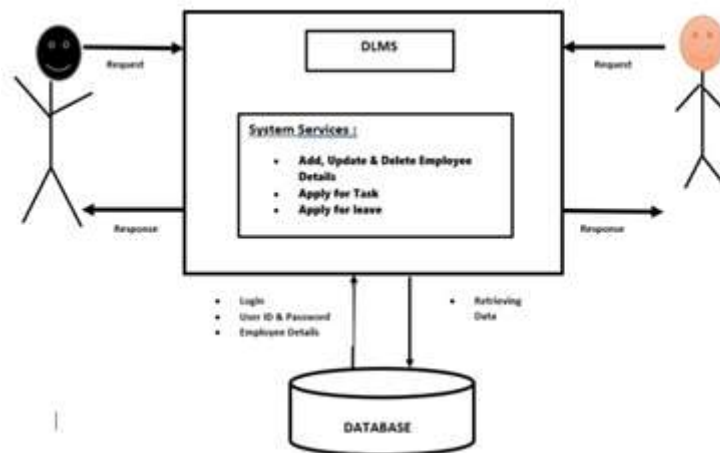 DLMS
Request
Request
System Services :
• Add, Update & Delete Employee
Details
• Apply for Task
• Apply for leave
Response
Response
• Login
• User ID & Password
• Employee Details
• Retrieving
Data
DATABASE